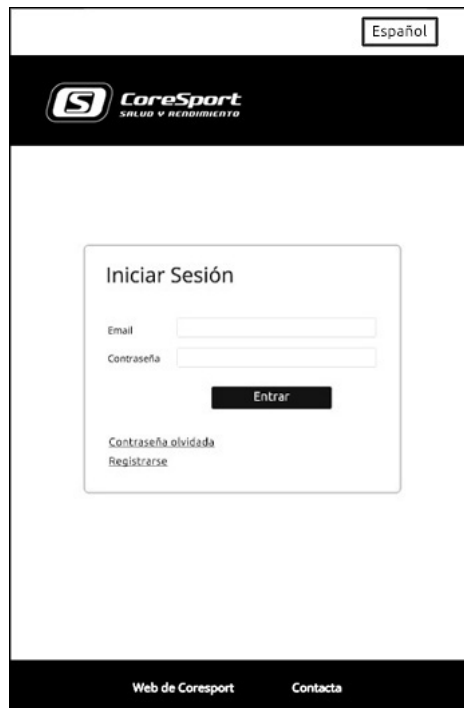 Español
CoreSport
SALUD Y RENDIMIENTO
Iniciar Sesión
Email
Contraseña
Entrar
Contraseña olvidada
Registrarse
Web de Coresport Contacta